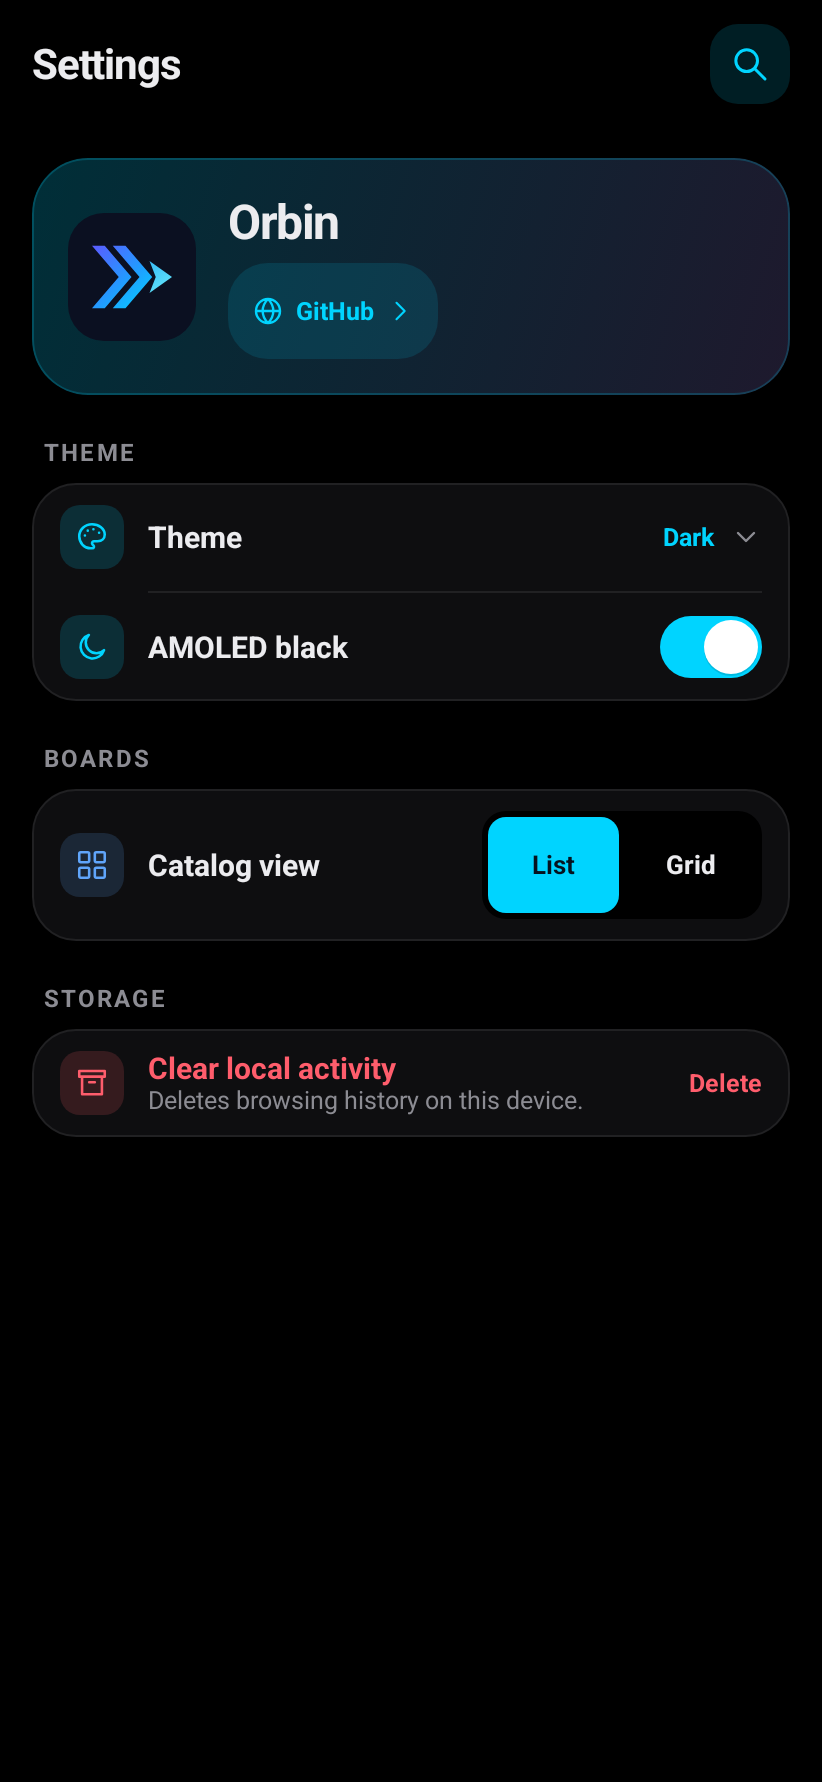 Settings
Orbin
GitHub
THEME
Theme
Dark
AMOLED black
BOARDS
Catalog view
List
Grid
STORAGE
Clear local activity
Deletes browsing history on this device.
Delete